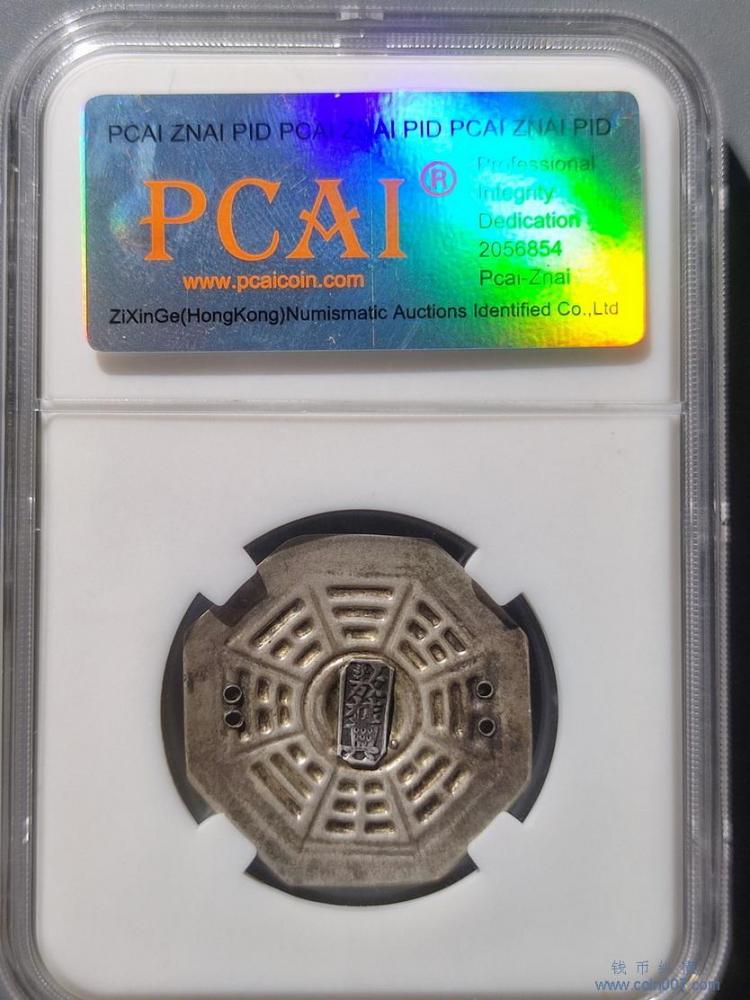 PCAI ZNAI PID PCAI ZNAI PID PCAI ZNAI PID
PCAI®
www.pcaicoin.com
Professional
Integrity
Dedication
2056854
Pcai-Znai
ZiXinGe(HongKong)Numismatic Auctions Identified Co.,Ltd
钱币
www.coin007.com